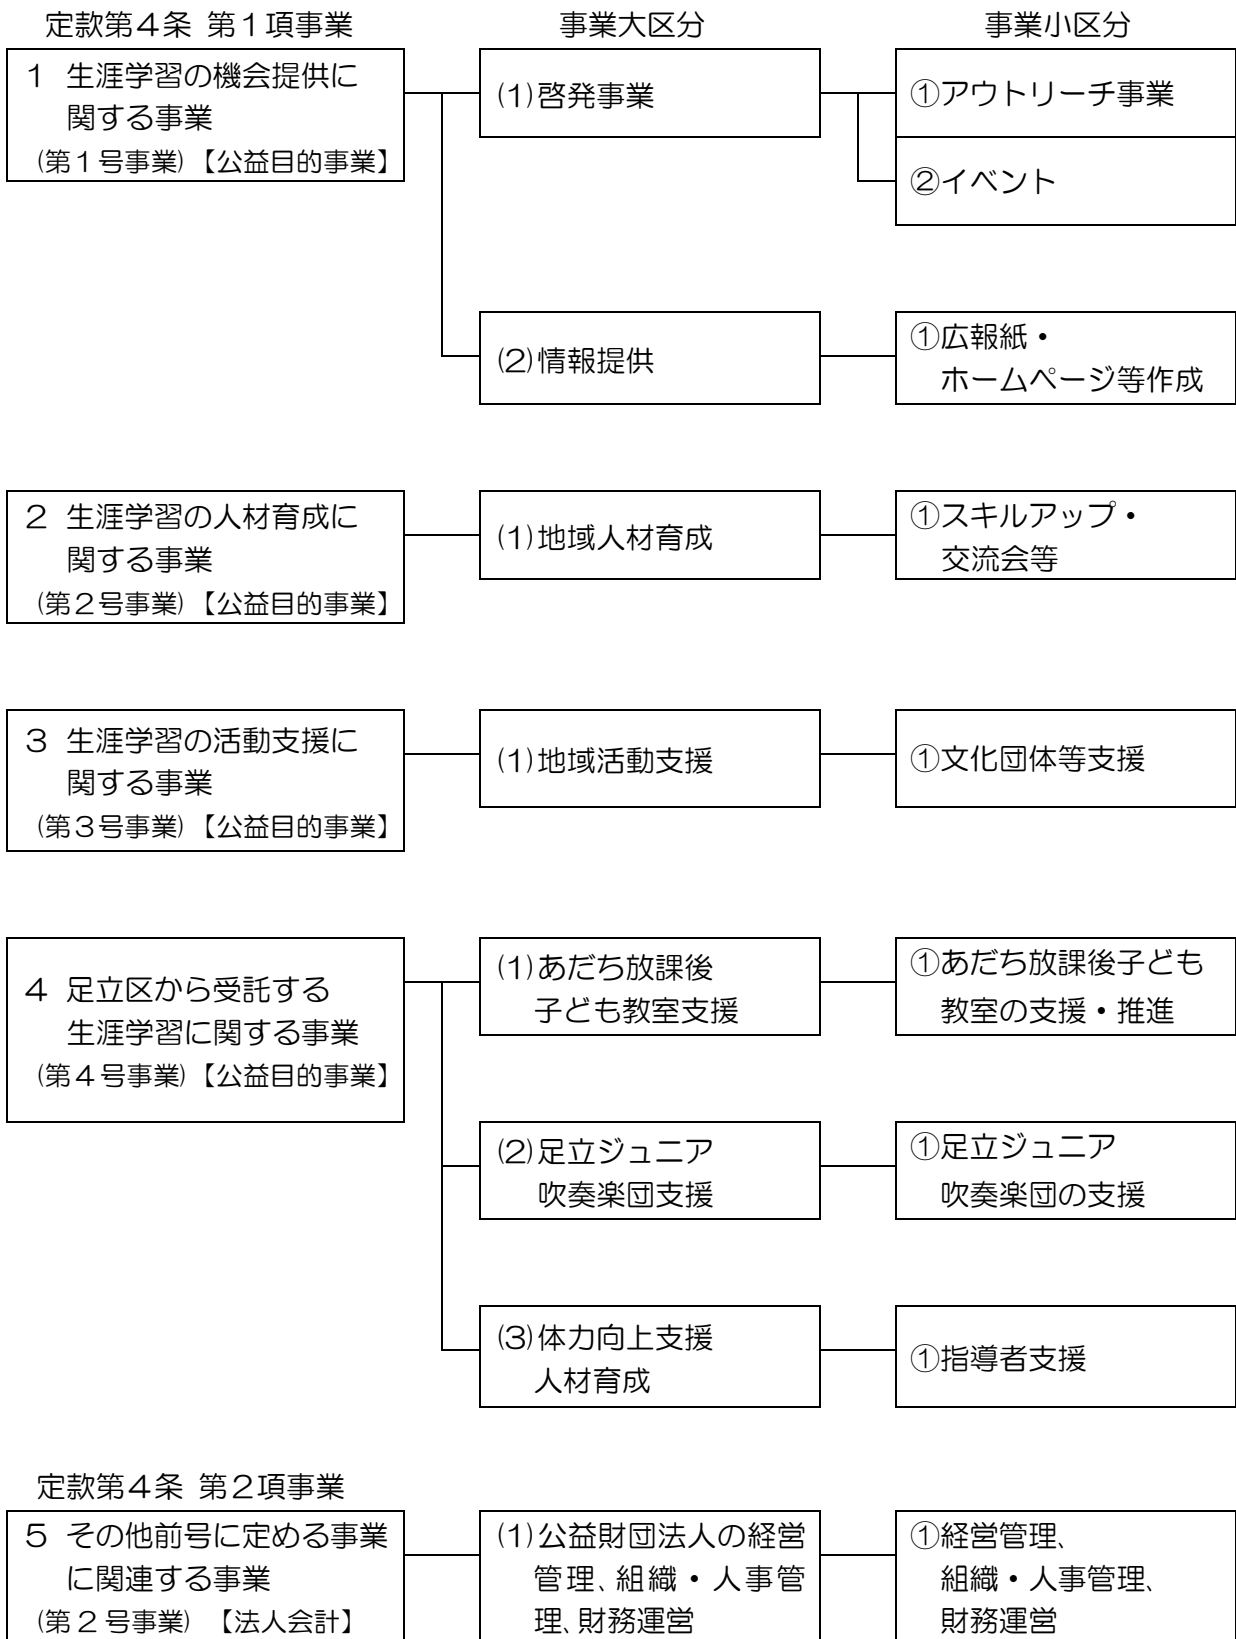 定款第４条 第１項事業
事業大区分
事業小区分
１ 生涯学習の機会提供に
関する事業
(第１号事業)【公益目的事業】
(1)啓発事業
①アウトリーチ事業
②イベント
(2)情報提供
①広報紙・
ホームページ等作成
２ 生涯学習の人材育成に
関する事業
(第２号事業)【公益目的事業】
(1)地域人材育成
①スキルアップ・
交流会等
３ 生涯学習の活動支援に
関する事業
(第３号事業)【公益目的事業】
(1)地域活動支援
①文化団体等支援
４ 足立区から受託する
生涯学習に関する事業
(第４号事業)【公益目的事業】
(1)あだち放課後
子ども教室支援
①あだち放課後子ども
教室の支援・推進
(2)足立ジュニア
吹奏楽団支援
①足立ジュニア
吹奏楽団の支援
(3)体力向上支援
人材育成
①指導者支援
定款第４条 第２項事業
５ その他前号に定める事業
に関連する事業
(第２号事業) 【法人会計】
(1)公益財団法人の経営
管理､組織・人事管
理､財務運営
①経営管理、
組織・人事管理、
財務運営